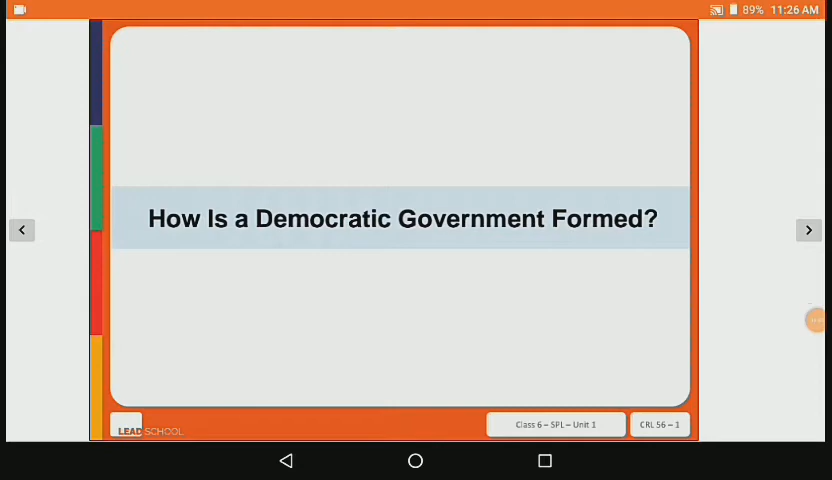 89% 11:26 AM
How Is a Democratic Government Formed?
LEAD SCHOOL
Class 6 – SPL – Unit 1
CRL 56 – 1